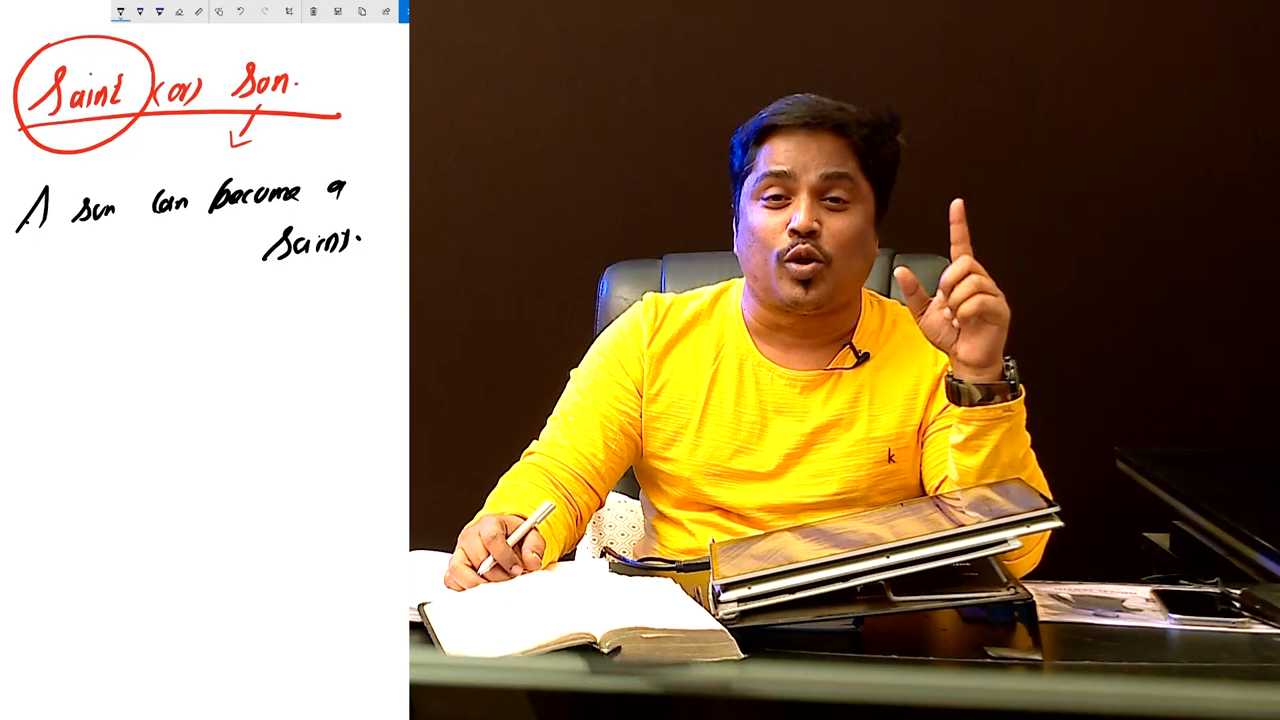 Saint (or) Son.
A son can become a
Saint.
k